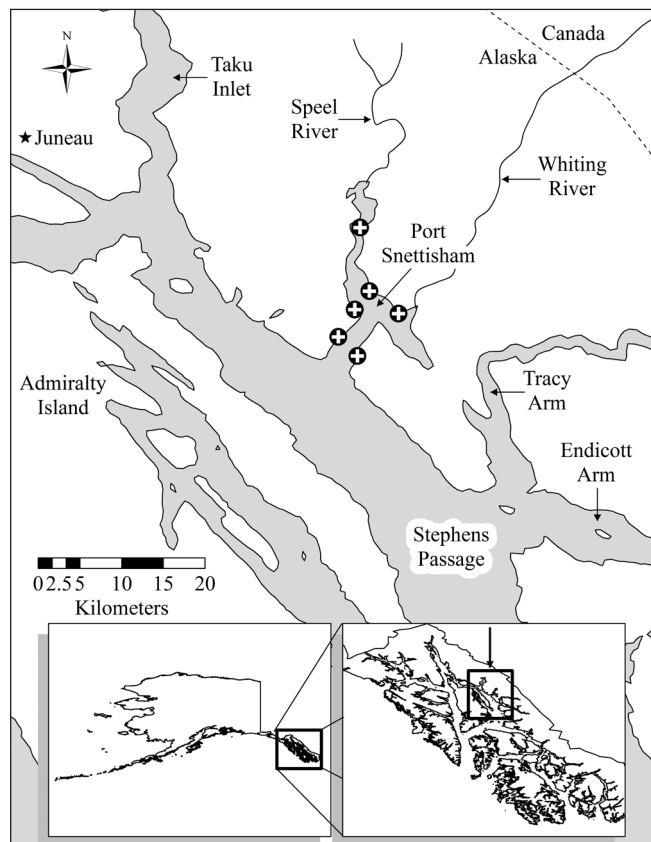 N
Canada
Alaska
Taku
Inlet
Speel
River
★Juneau
Whiting
River
Port
Snettisham
Admiralty
Island
Tracy
Arm
Endicott
Arm
Stephens
Passage
0 2.5 5 10 15 20
Kilometers